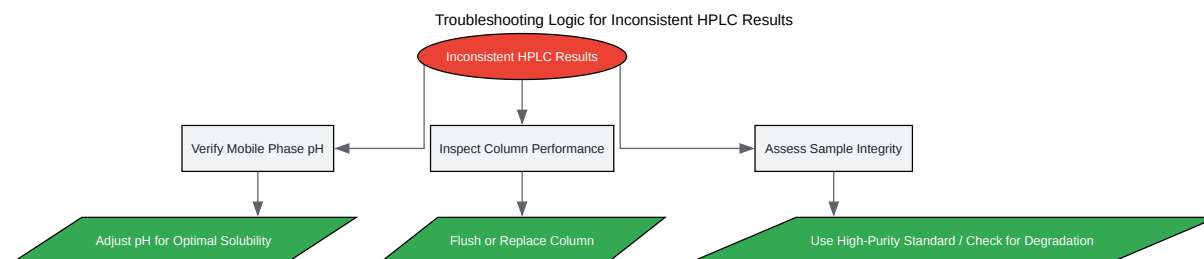 Troubleshooting Logic for Inconsistent HPLC Results
Inconsistent HPLC Results
Verify Mobile Phase pH
Inspect Column Performance
Assess Sample Integrity
Adjust pH for Optimal Solubility
Flush or Replace Column
Use High-Purity Standard / Check for Degradation